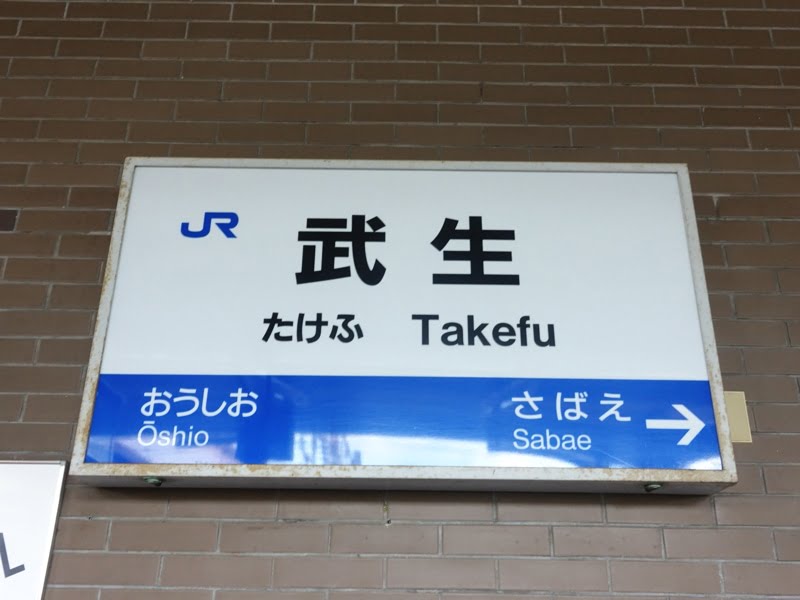 JR
武生
たけふ Takefu
おうしお さばえ →
Ōshio Sabae
L